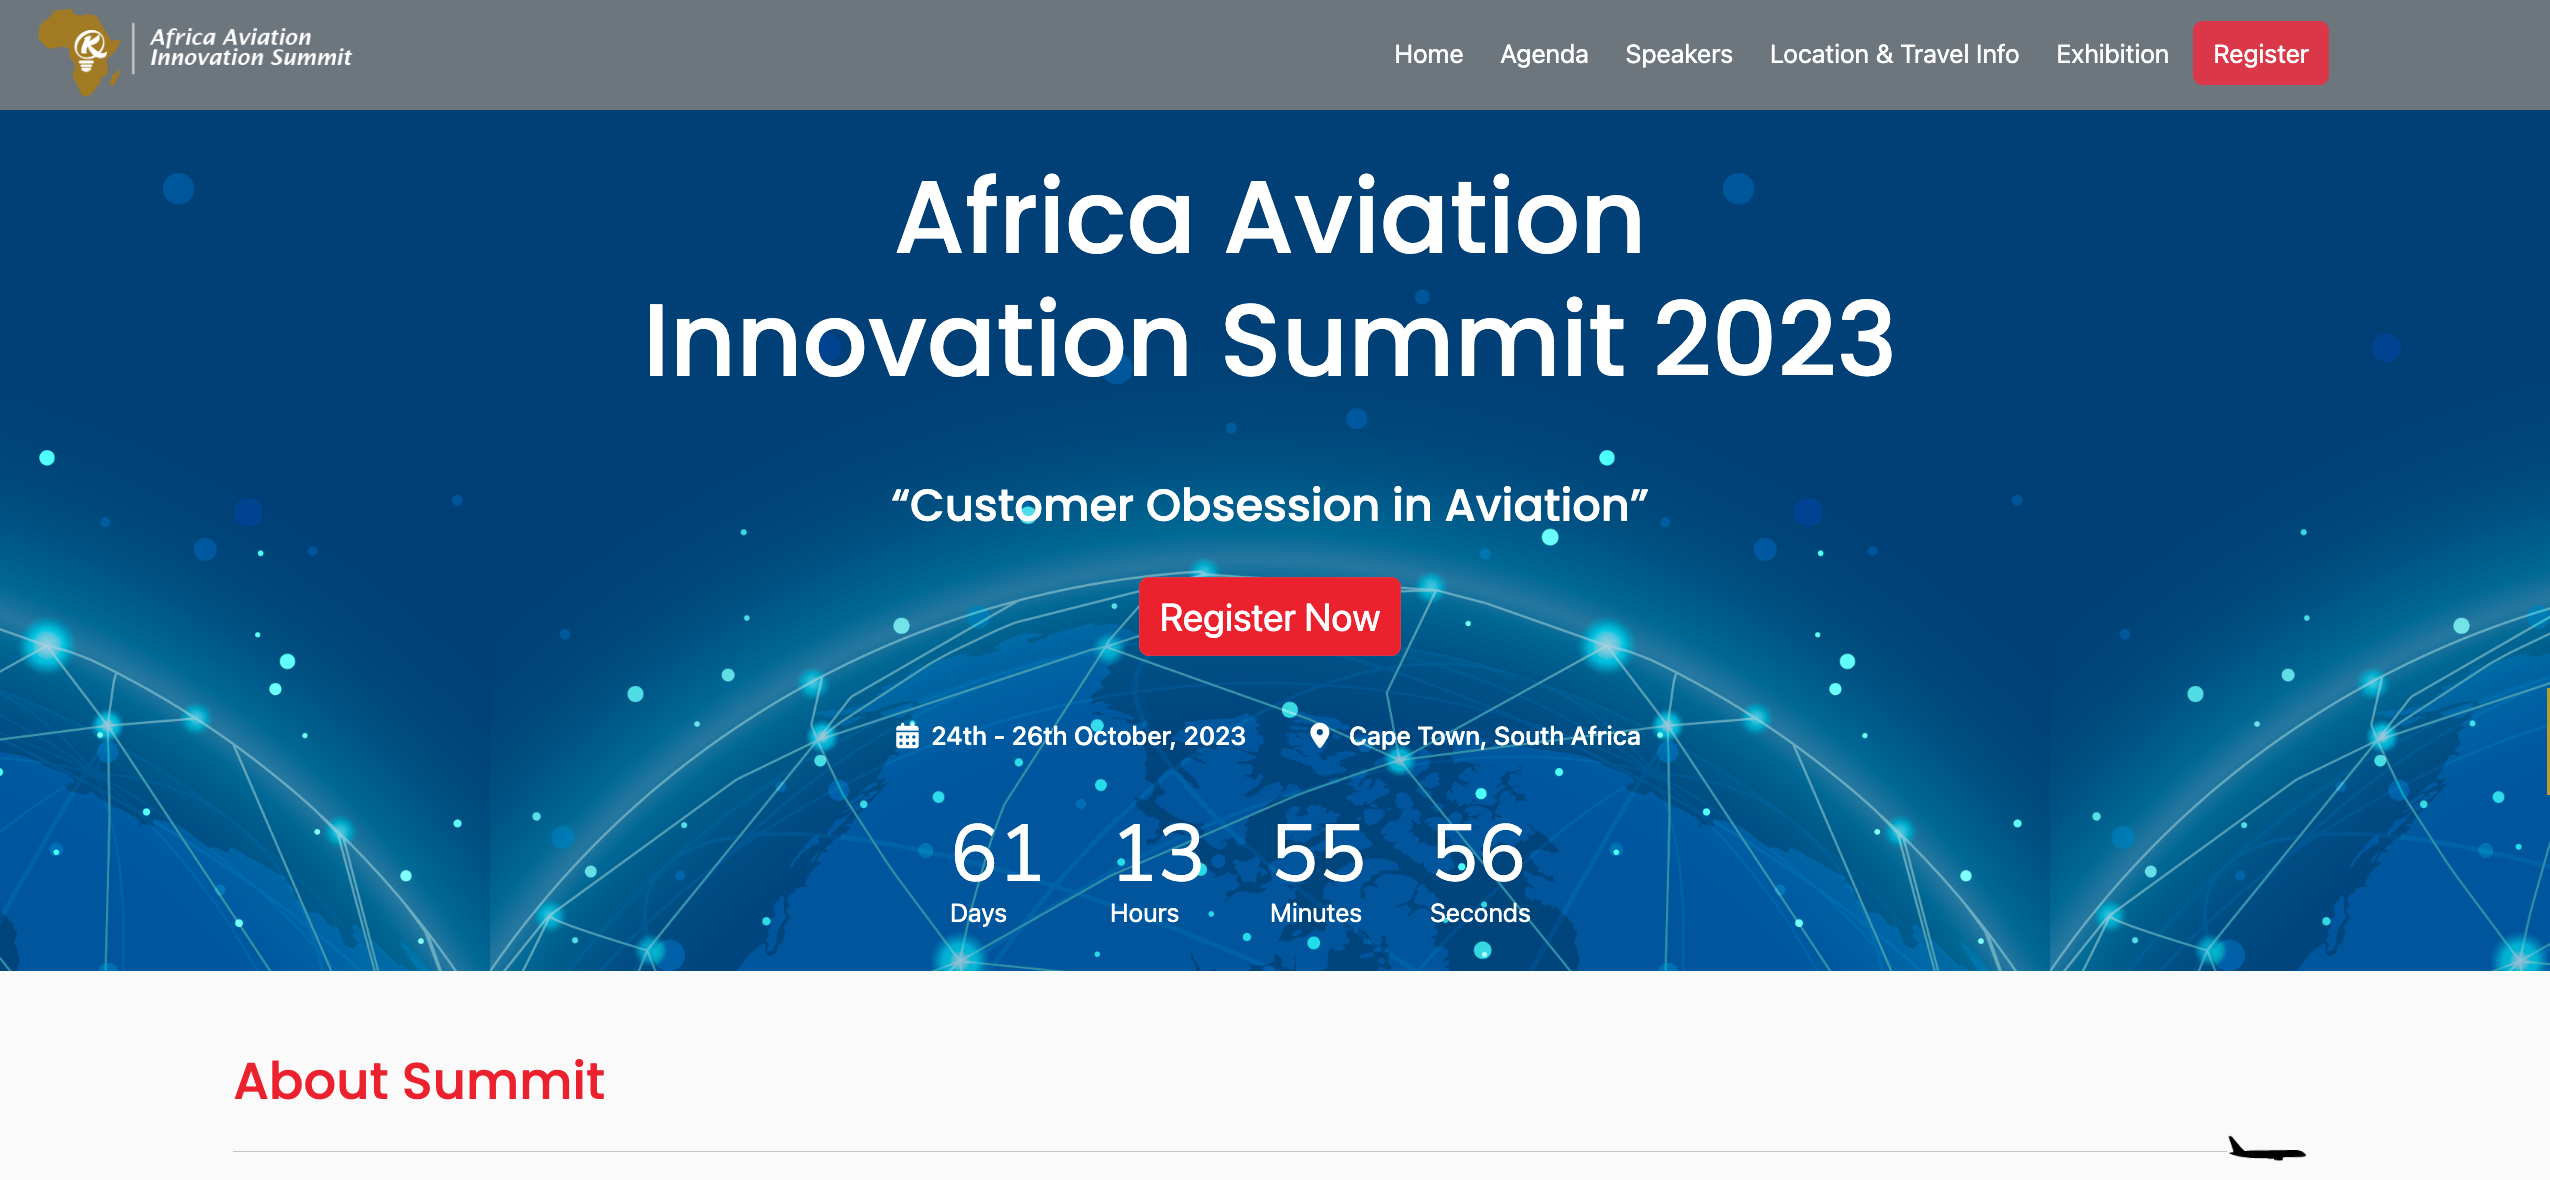 Africa Aviation
Innovation Summit
Home
Agenda
Speakers
Location & Travel Info
Exhibition
Register
Africa Aviation
Innovation Summit 2023
“Customer Obsession in Aviation”
Register Now
24th - 26th October, 2023
Cape Town, South Africa
61 13 55 56
Days Hours Minutes Seconds
About Summit